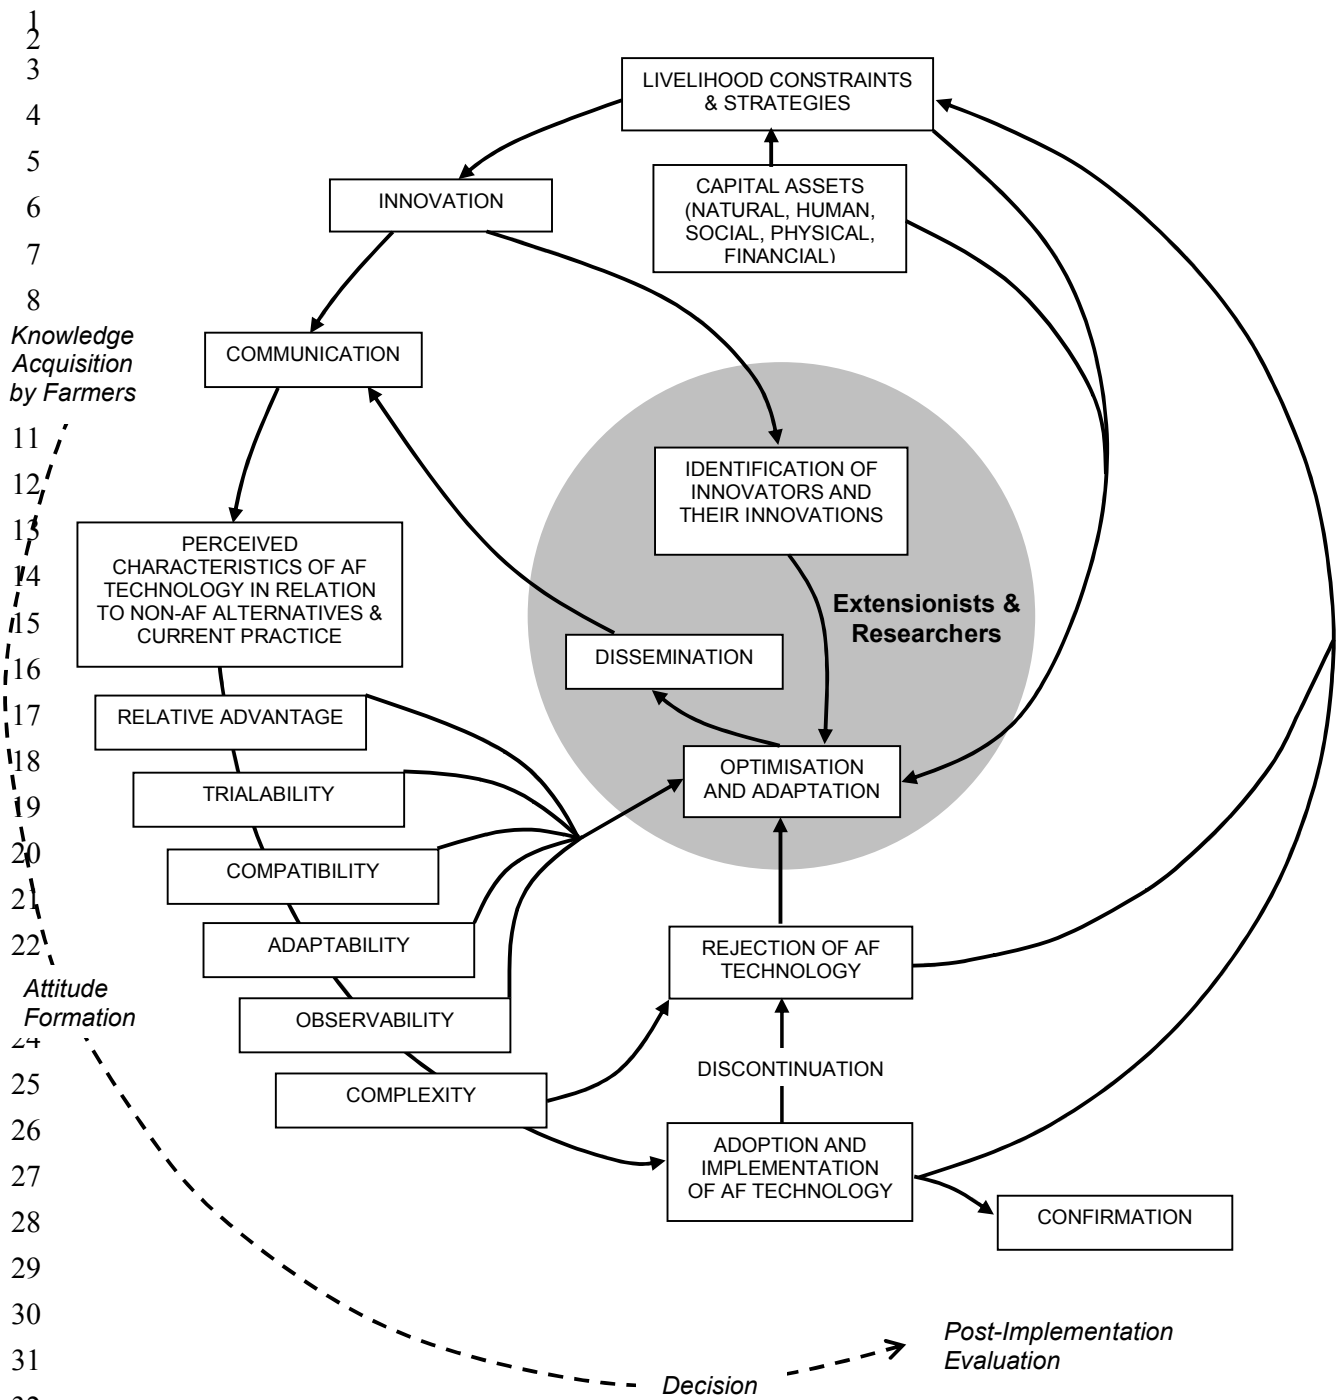 1
2
3
LIVELIHOOD CONSTRAINTS
& STRATEGIES
4
5
CAPITAL ASSETS
(NATURAL, HUMAN,
SOCIAL, PHYSICAL,
FINANCIAL)
INNOVATION
6
7
8
Knowledge
Acquisition
by Farmers
COMMUNICATION
11
12
IDENTIFICATION OF
INNOVATORS AND
THEIR INNOVATIONS
13
PERCEIVED
CHARACTERISTICS OF AF
TECHNOLOGY IN RELATION
TO NON-AF ALTERNATIVES &
CURRENT PRACTICE
14
Extensionists &
Researchers
15
DISSEMINATION
16
RELATIVE ADVANTAGE
17
18
OPTIMISATION
AND ADAPTATION
TRIALABILITY
19
20
COMPATIBILITY
21
ADAPTABILITY
22
REJECTION OF AF
TECHNOLOGY
Attitude
Formation
OBSERVABILITY
24
DISCONTINUATION
25
COMPLEXITY
26
ADOPTION AND
IMPLEMENTATION
OF AF TECHNOLOGY
27
CONFIRMATION
28
29
30
Post-Implementation
Evaluation
31
Decision
32